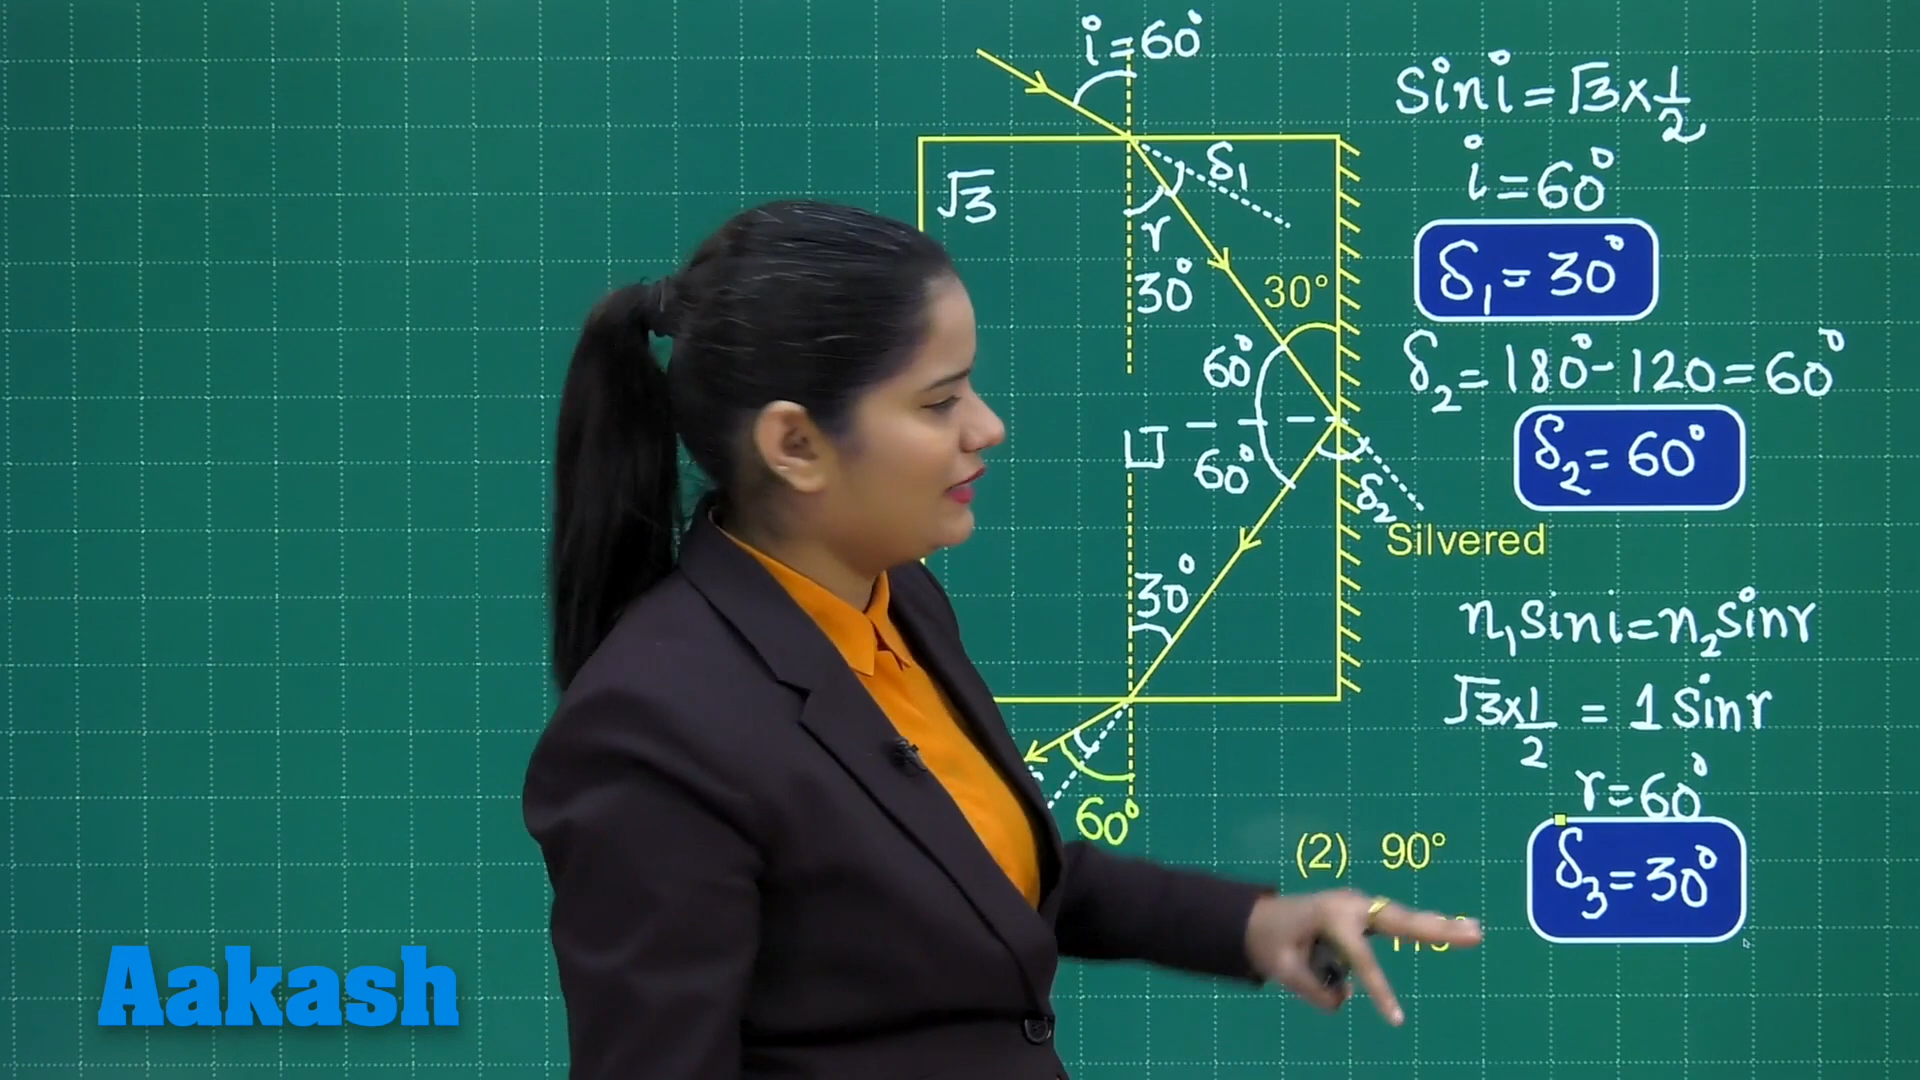 i=60°
Sini=√3×1/2
√3
δ1
i=60°
r
30°
30°
δ1=30°
60°
δ2=180°-120=60°
60°
δ2=60°
δ2
Silvered
30°
n1sini=n2sinr
√3×1/2 = 1sinr
r=60°
60°
(2) 90°
δ3=30°
Aakash